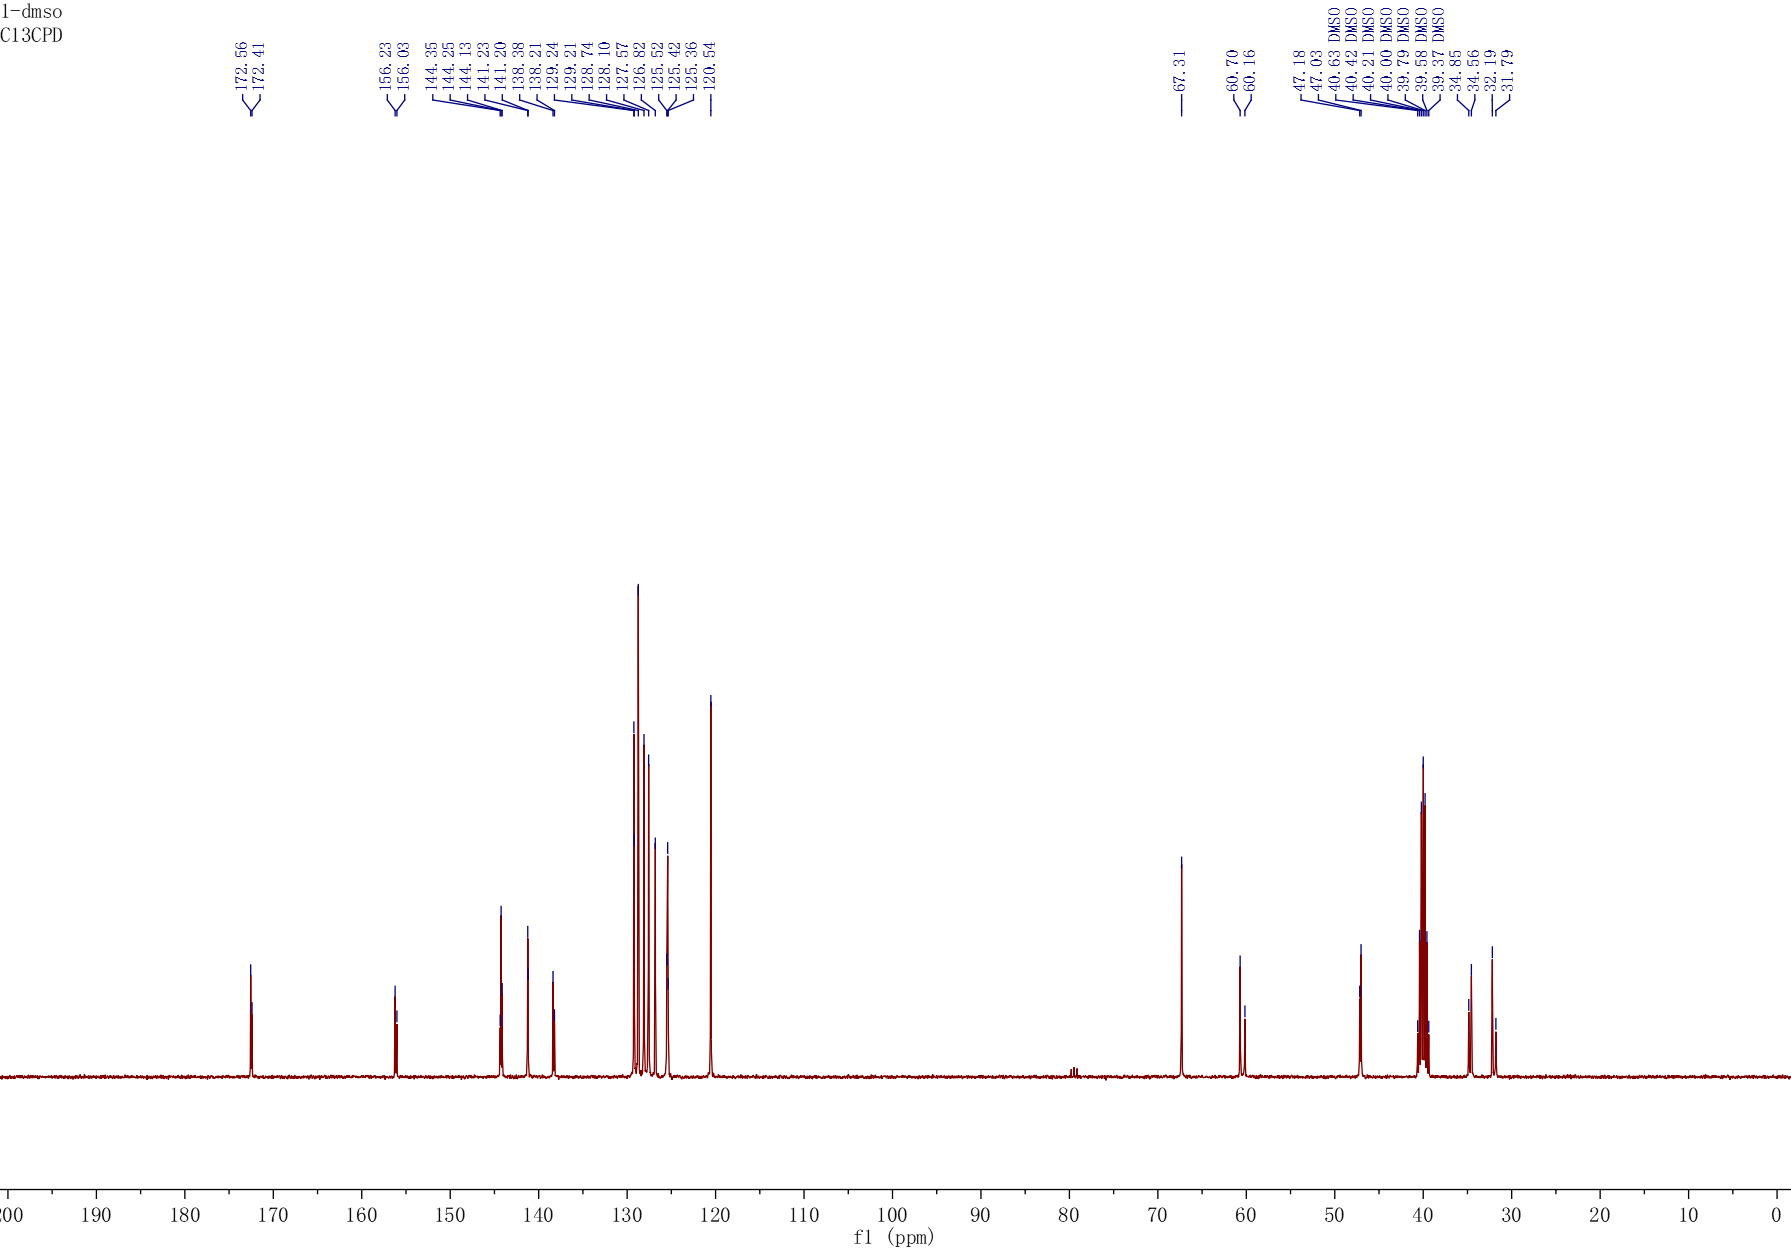 1-dmso
C13CPD
172.56
172.41
156.23
156.03
144.35
144.25
144.13
141.23
141.20
138.38
138.21
129.24
129.21
128.74
128.10
127.57
126.82
125.52
125.42
125.36
120.54
67.31
60.70
60.16
47.18
47.03
40.63 DMSO
40.42 DMSO
40.21 DMSO
40.00 DMSO
39.79 DMSO
39.58 DMSO
39.37 DMSO
34.85
34.56
32.19
31.79
200 190 180 170 160 150 140 130 120 110 100 90 80 70 60 50 40 30 20 10 0
f1 (ppm)